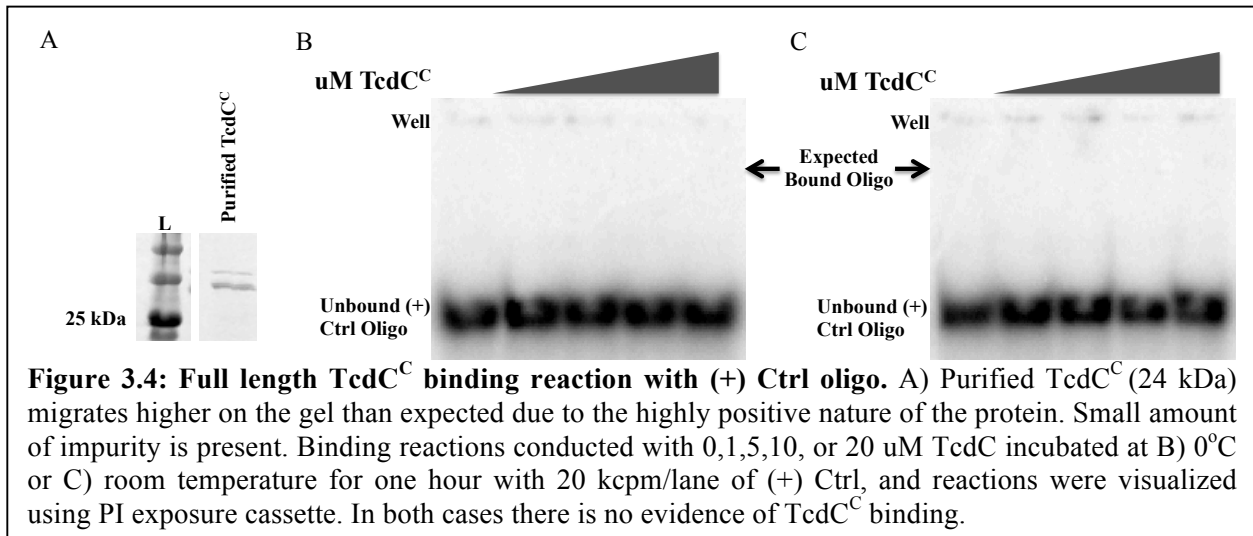 A
B
C
uM TcdC^C
uM TcdC^C
Well
Well
Purified TcdC^C
Expected
Bound Oligo
L
25 kDa
Unbound (+)
Ctrl Oligo
Unbound (+)
Ctrl Oligo
Figure 3.4: Full length TcdC^C binding reaction with (+) Ctrl oligo. A) Purified TcdC^C (24 kDa)
migrates higher on the gel than expected due to the highly positive nature of the protein. Small amount
of impurity is present. Binding reactions conducted with 0,1,5,10, or 20 uM TcdC incubated at B) 0°C
or C) room temperature for one hour with 20 kcpm/lane of (+) Ctrl, and reactions were visualized
using PI exposure cassette. In both cases there is no evidence of TcdC^C binding.